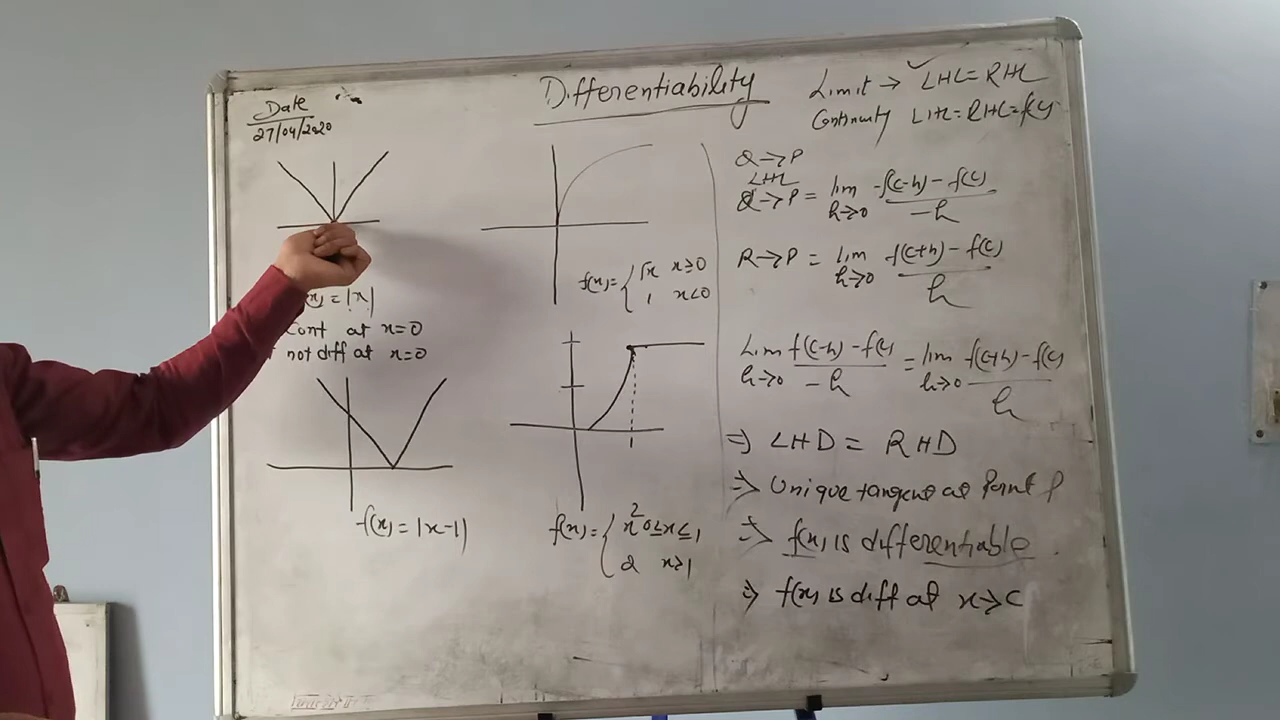 Differentiability
Date
27/04/2020
Limit → LHL = RHL
Continuity LHL = RHL = f(c)
f(x) = |x|
Cont at x=0
not diff at x=0
f(x) = |x-1|
f(x) = { √x x≥0
1 x<0
f(x) = { x² 0≤x≤1
2 x≥1
1
Q→P
LHL
Q→P = lim h→0 f(c-h) - f(c) / -h
R→P = lim h→0 f(c+h) - f(c) / h
Lim h→0 f(c-h) - f(c) / -h = lim h→0 f(c+h) - f(c) / h
⇒ LHD = RHD
⇒ Unique tangent at Point P
⇒ f(x) is differentiable.
⇒ f(x) is diff at x→c